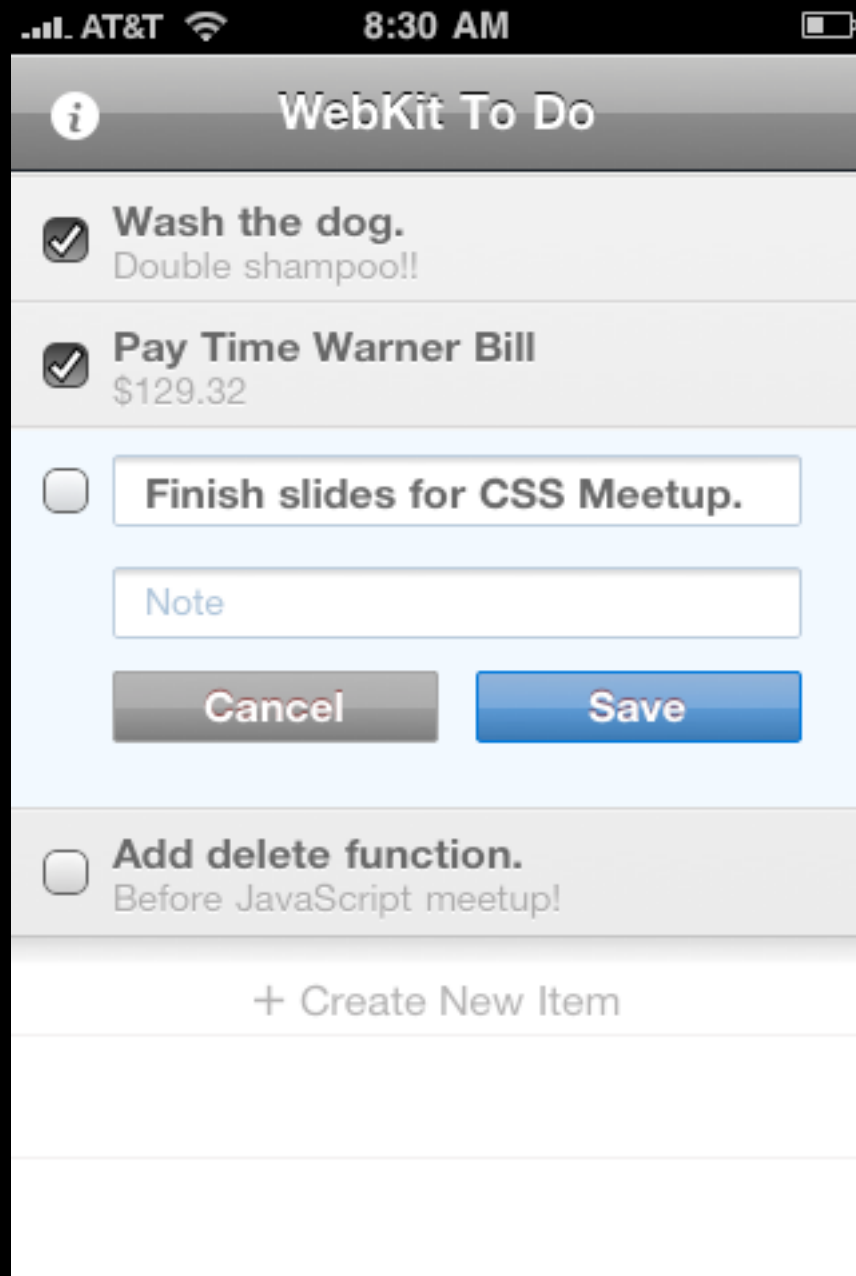 AT&T 8:30 AM
i WebKit To Do
Wash the dog.
Double shampoo!!
Pay Time Warner Bill
$129.32
Finish slides for CSS Meetup.
Note
Cancel Save
Add delete function.
Before JavaScript meetup!
+ Create New Item